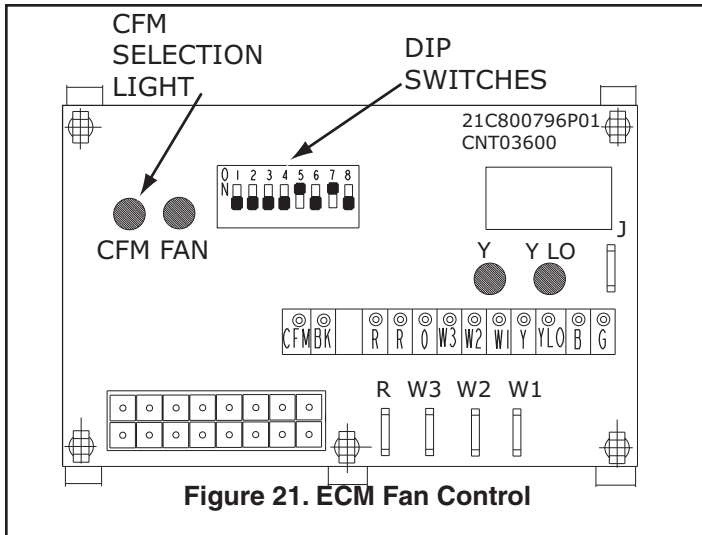 CFM
SELECTION
LIGHT
DIP
SWITCHES
21C800796P01
CNT03600
ON 1 2 3 4 5 6 7 8
CFM FAN
J
Y Y LO
CFM BK R R O W3 W2 W1 Y YLO B G
R W3 W2 W1
Figure 21. ECM Fan Control